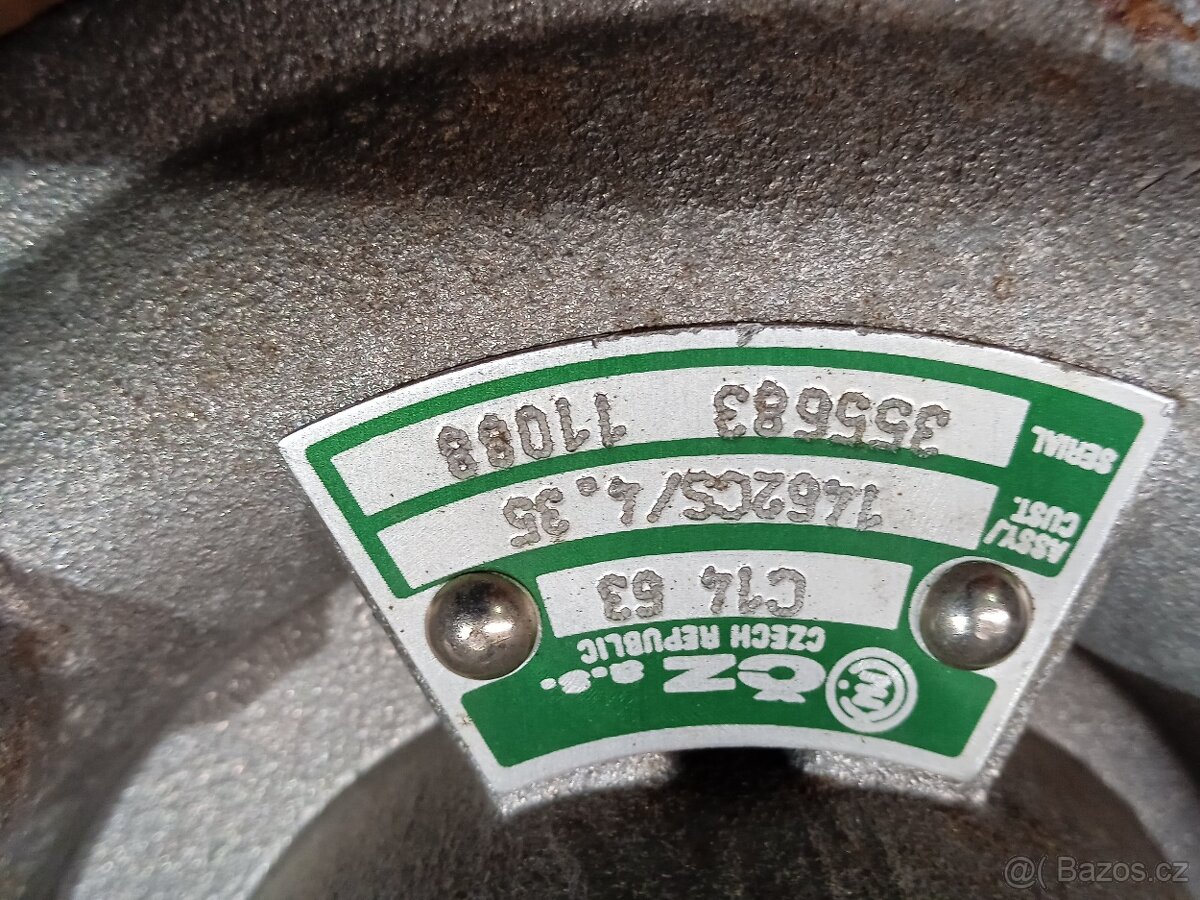 ČZ a.s.
CZECH REPUBLIC
C14 63
ASSY/
CUST. 1462CS/4.35
SERIAL 355683 11088
@( Bazos.cz